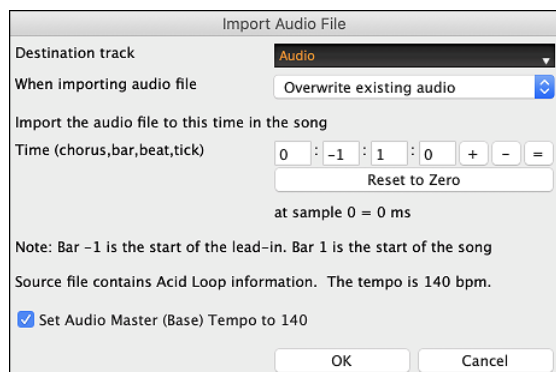 Import Audio File
Destination track Audio
When importing audio file Overwrite existing audio
Import the audio file to this time in the song
Time (chorus,bar,beat,tick) 0 : -1 : 1 : 0 + - =
Reset to Zero
at sample 0 = 0 ms
Note: Bar -1 is the start of the lead-in. Bar 1 is the start of the song
Source file contains Acid Loop information. The tempo is 140 bpm.
Set Audio Master (Base) Tempo to 140
OK Cancel